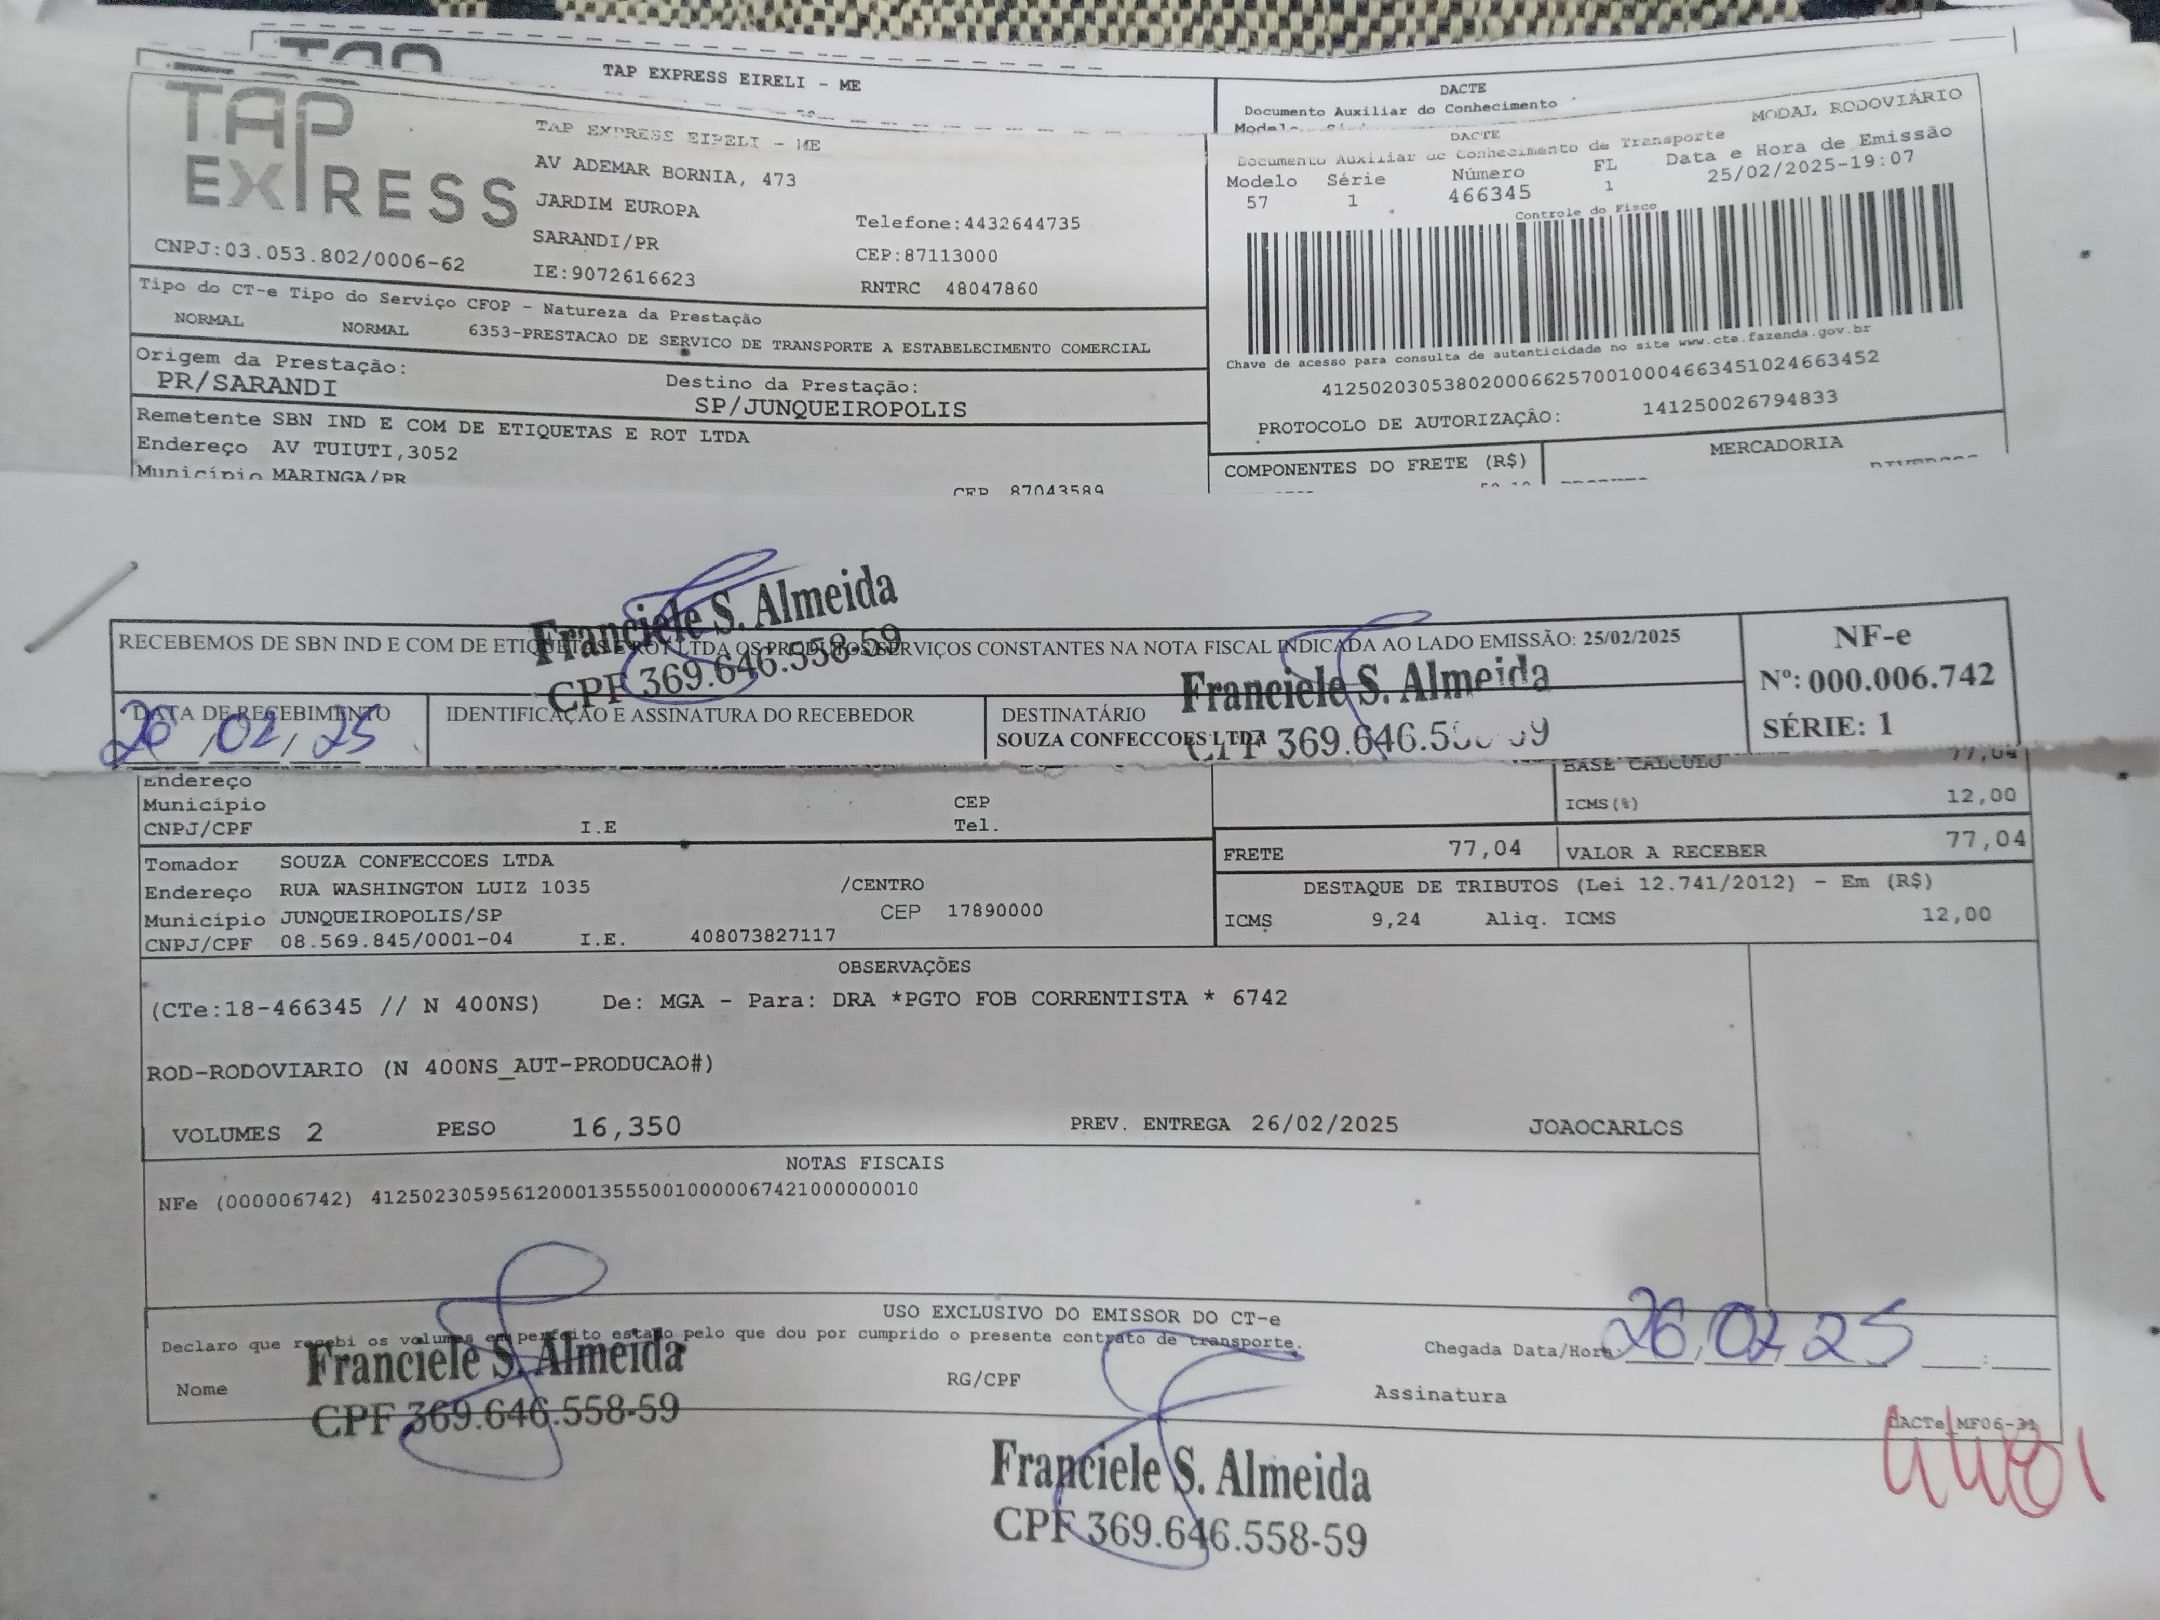 TAP EXPRESS EIRELI - ME
DACTE
Documento Auxiliar do Conhecimento
TAP EXPRESS
TAP EXPRESS EIRELI - ME
AV ADEMAR BORNIA, 473
JARDIM EUROPA
SARANDI/PR
IE:9072616623
Telefone:4432644735
CEP:87113000
RNTRC 48047860
CNPJ:03.053.802/0006-62
DACTE
MODAL RODOVIÁRIO
Documento Auxiliar do Conhecimento de Transporte
Modelo Série Número FL Data e Hora de Emissão
57 1 466345 1 25/02/2025-19:07
Controle do Fisco
Chave de acesso para consulta de autenticidade no site www.cte.fazenda.gov.br
41250203053802000662570010004663451024663452
PROTOCOLO DE AUTORIZAÇÂO: 141250026794833
Tipo do CT-e Tipo do Serviço CFOP - Natureza da Prestação
NORMAL NORMAL 6353-PRESTACAO DE SERVICO DE TRANSPORTE A ESTABELECIMENTO COMERCIAL
Origem da Prestação:
PR/SARANDI
Destino da Prestação:
SP/JUNQUEIROPOLIS
Remetente SBN IND E COM DE ETIQUETAS E ROT LTDA
Endereço AV TUIUTI,3052
Município MARINGA/PR CEP 87043589
COMPONENTES DO FRETE (R$) MERCADORIA
RECEBEMOS DE SBN IND E COM DE ETIQUETAS E ROT LTDA OS PRODUTOS/SERVIÇOS CONSTANTES NA NOTA FISCAL INDICADA AO LADO EMISSÃO: 25/02/2025
Franciele S. Almeida
CPF 369.646.558-59
NF-e
Nº: 000.006.742
SÉRIE: 1
DATA DE RECEBIMENTO
26/02/25
IDENTIFICAÇÃO E ASSINATURA DO RECEBEDOR
DESTINATÁRIO
SOUZA CONFECCOES LTDA
Franciele S. Almeida
CPF 369.646.558-59
Endereço
Município CEP
CNPJ/CPF I.E Tel.
BASE CALCULO 77,04
ICMS(%) 12,00
FRETE 77,04 VALOR A RECEBER 77,04
Tomador SOUZA CONFECCOES LTDA
Endereço RUA WASHINGTON LUIZ 1035 /CENTRO
Município JUNQUEIROPOLIS/SP CEP 17890000
CNPJ/CPF 08.569.845/0001-04 I.E. 408073827117
DESTAQUE DE TRIBUTOS (Lei 12.741/2012) - Em (R$)
ICMS 9,24 Aliq. ICMS 12,00
OBSERVAÇÕES
(CTe:18-466345 // N 400NS) De: MGA - Para: DRA *PGTO FOB CORRENTISTA * 6742
ROD-RODOVIARIO (N 400NS_AUT-PRODUCAO#)
VOLUMES 2 PESO 16,350 PREV. ENTREGA 26/02/2025 JOAOCARLOS
NOTAS FISCAIS
NFe (000006742) 41250230595612000135550010000067421000000010
USO EXCLUSIVO DO EMISSOR DO CT-e
Declaro que recebi os volumes em perfeito estado pelo que dou por cumprido o presente contrato de transporte.
Chegada Data/Hora: 26/02/25
Nome RG/CPF Assinatura
Franciele S. Almeida
CPF 369.646.558-59
DACTe_MF06-31
Franciele S. Almeida
CPF 369.646.558-59